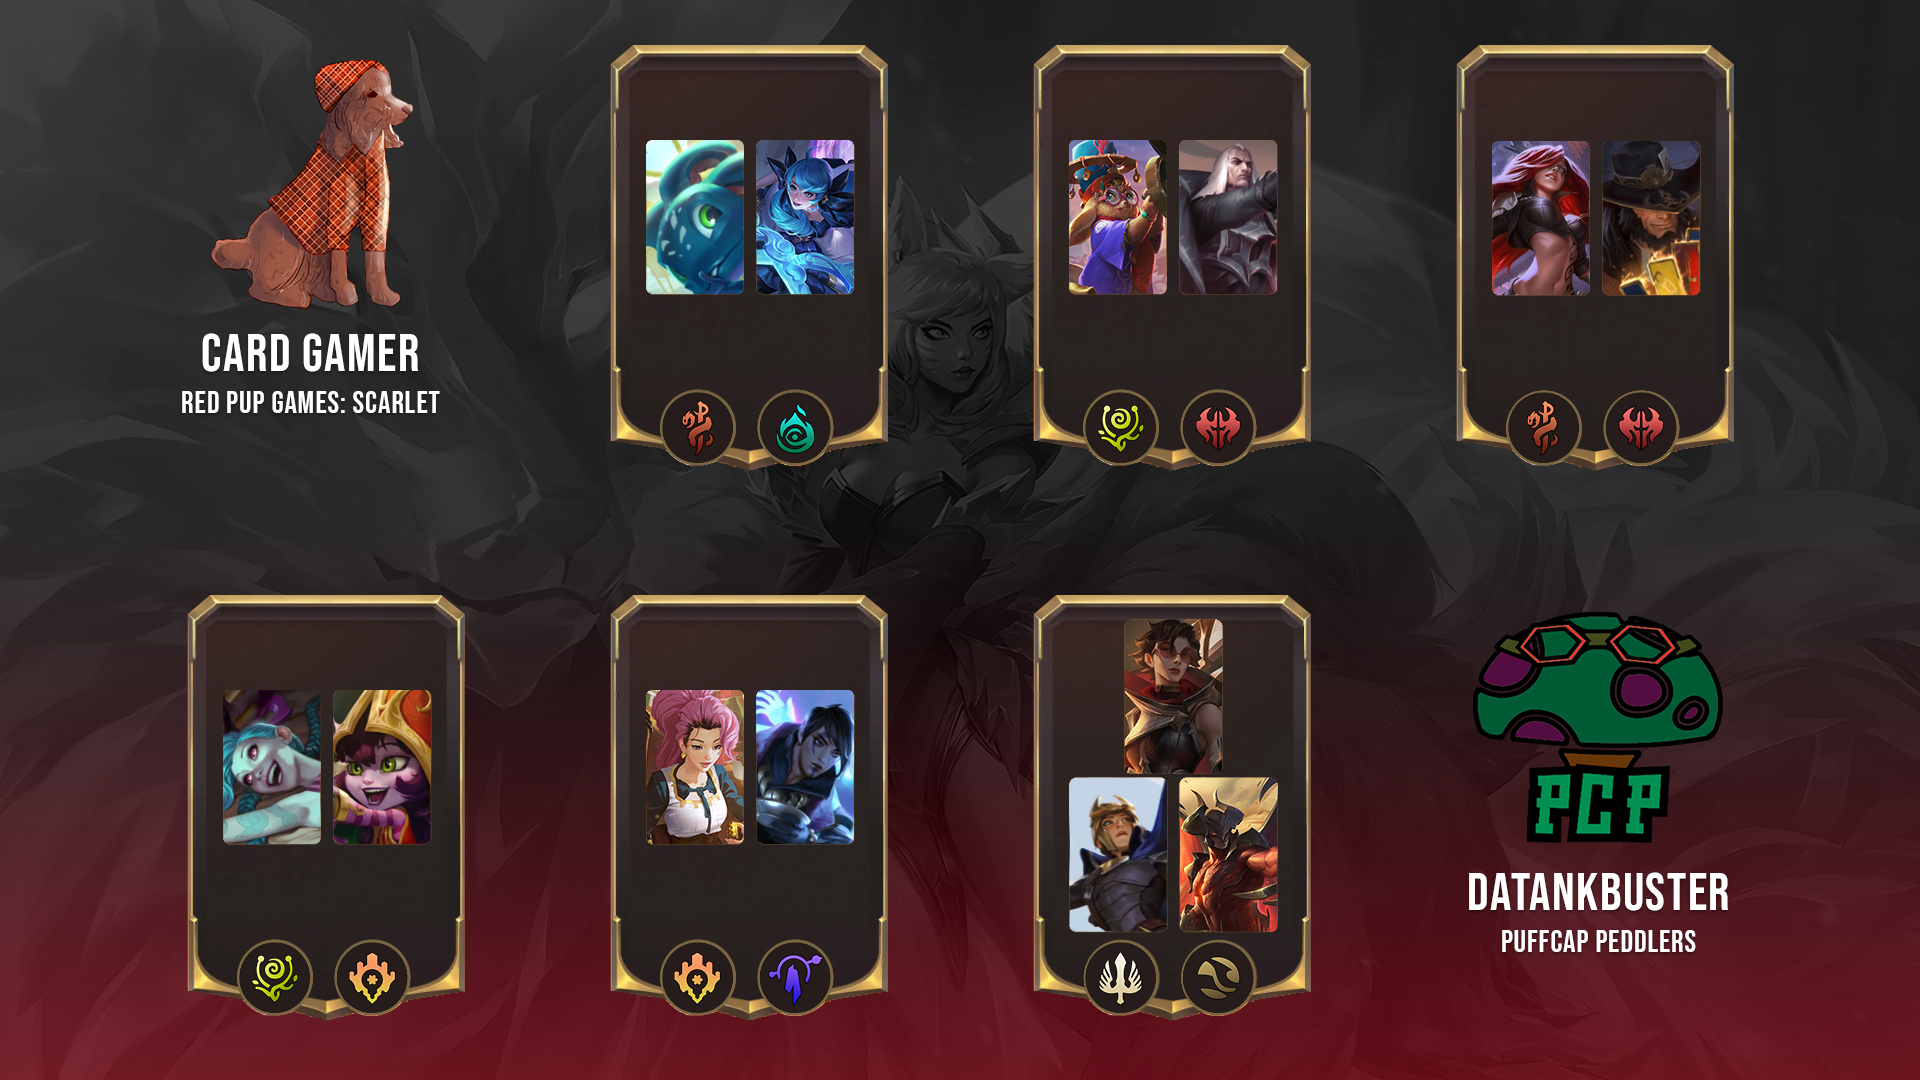 CARD GAMER
RED PUP GAMES: SCARLET
PCP
DATANKBUSTER
PUFFCAP PEDDLERS